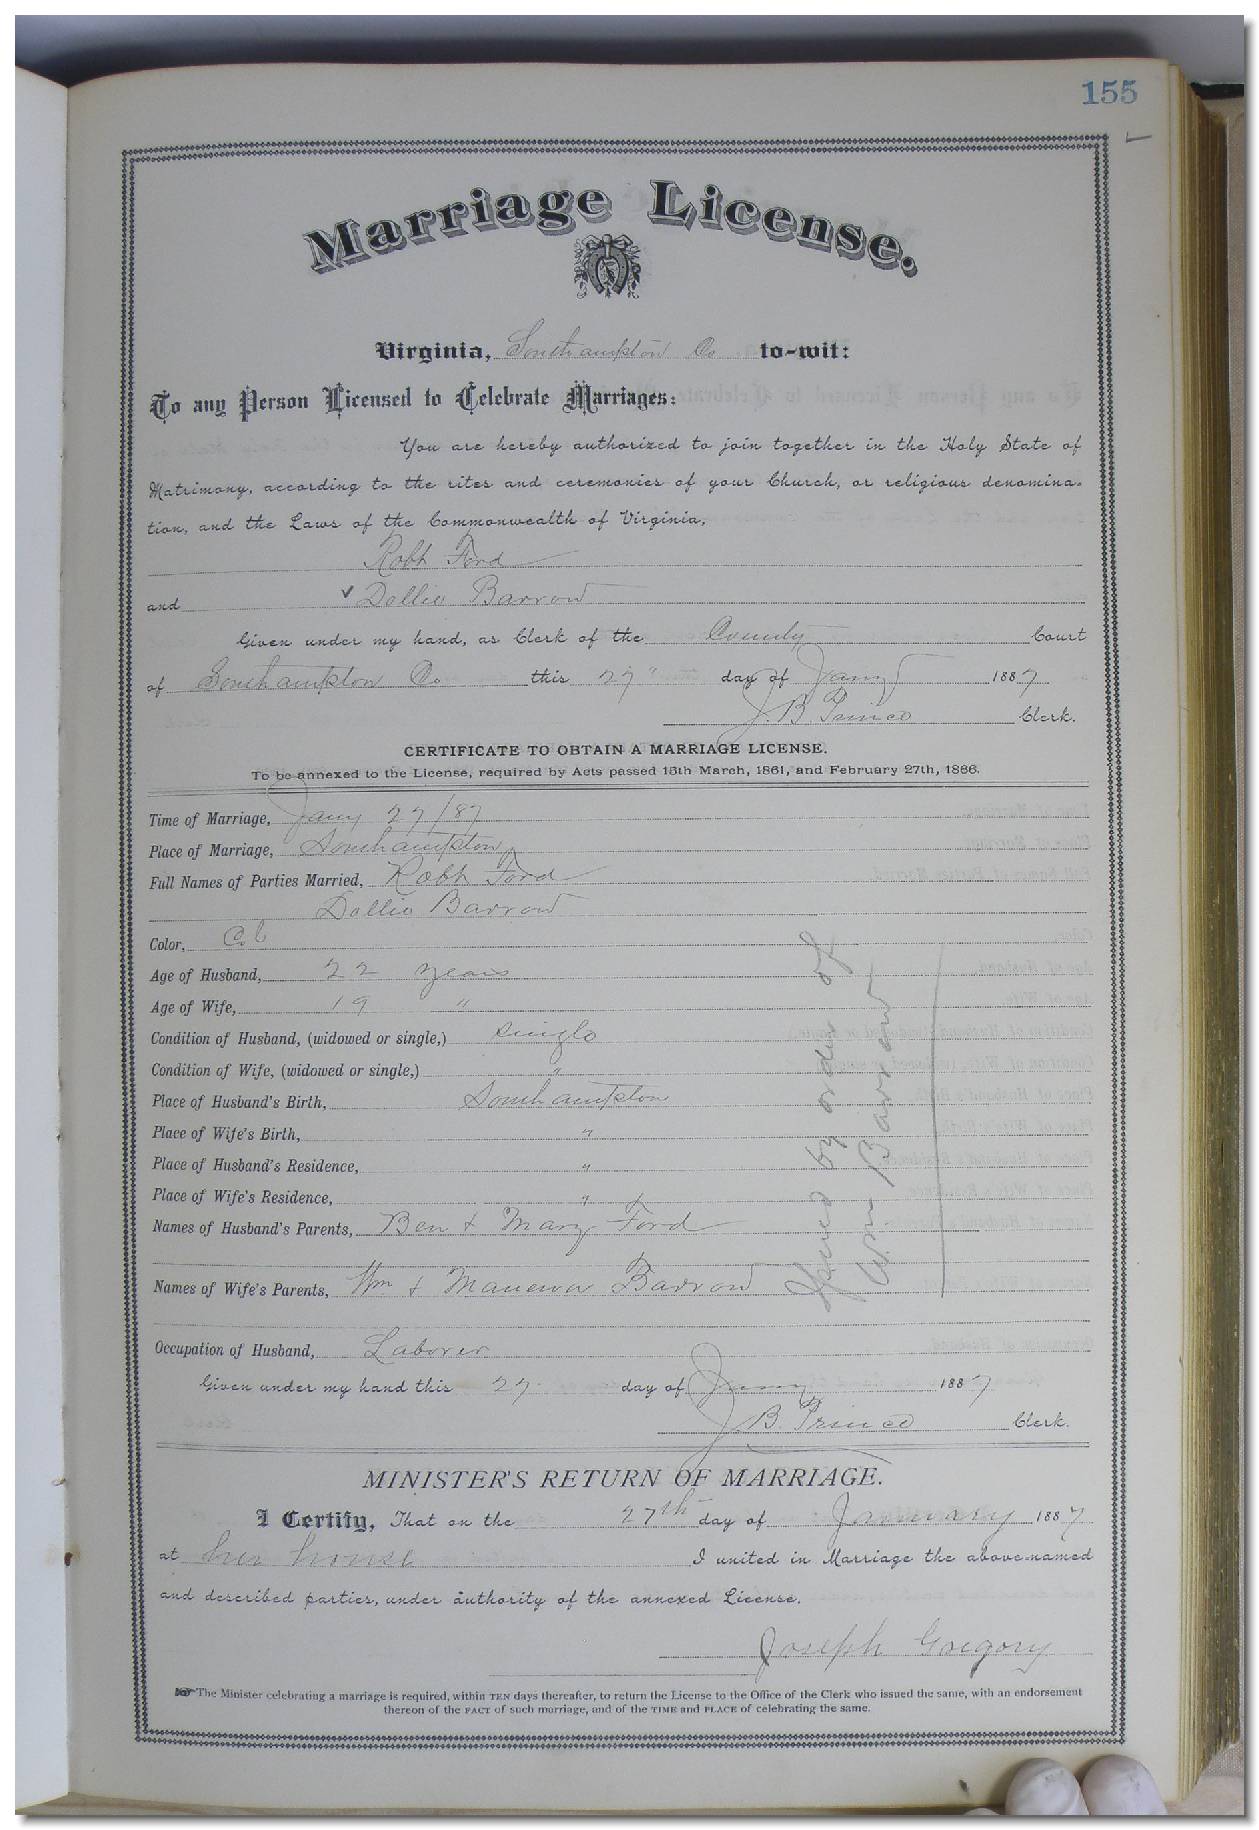 155
Marriage License.
Virginia, Southampton Co to-wit:
To any Person Licensed to Celebrate Marriages:
You are hereby authorized to join together in the Holy State of
Matrimony, according to the rites and ceremonies of your Church, or religious denomina-
tion, and the Laws of the Commonwealth of Virginia,
Robt Ford
and Dollie Barrow
Given under my hand, as Clerk of the County Court
of Southampton Co this 27" day of Jany 1887
J. B. Prince Clerk.
CERTIFICATE TO OBTAIN A MARRIAGE LICENSE.
To be annexed to the License, required by Acts passed 15th March, 1861, and February 27th, 1866.
Time of Marriage, Jany 27/87
Place of Marriage, Southampton
Full Names of Parties Married, Robt Ford
Dollie Barrow
Color, Col
Age of Husband, 22 years
Age of Wife, 19 "
Condition of Husband, (widowed or single,) single
Condition of Wife, (widowed or single,) "
Place of Husband's Birth, Southampton
Place of Wife's Birth, "
Place of Husband's Residence, "
Place of Wife's Residence, "
Names of Husband's Parents, Ben & Mary Ford
Names of Wife's Parents, Wm & Barrow
Occupation of Husband, Laborer
Given under my hand this 27 day of Jany 1887
J. B. Prince Clerk.
Issued by order of
Wm Barrow
MINISTER'S RETURN OF MARRIAGE.
I Certify, That on the 27th day of January 1887
at her house I united in Marriage the above-named
and described parties, under authority of the annexed License.
Joseph Gregory
The Minister celebrating a marriage is required, within TEN days thereafter, to return the License to the Office of the Clerk who issued the same, with an endorsement
thereon of the FACT of such marriage, and of the TIME and PLACE of celebrating the same.